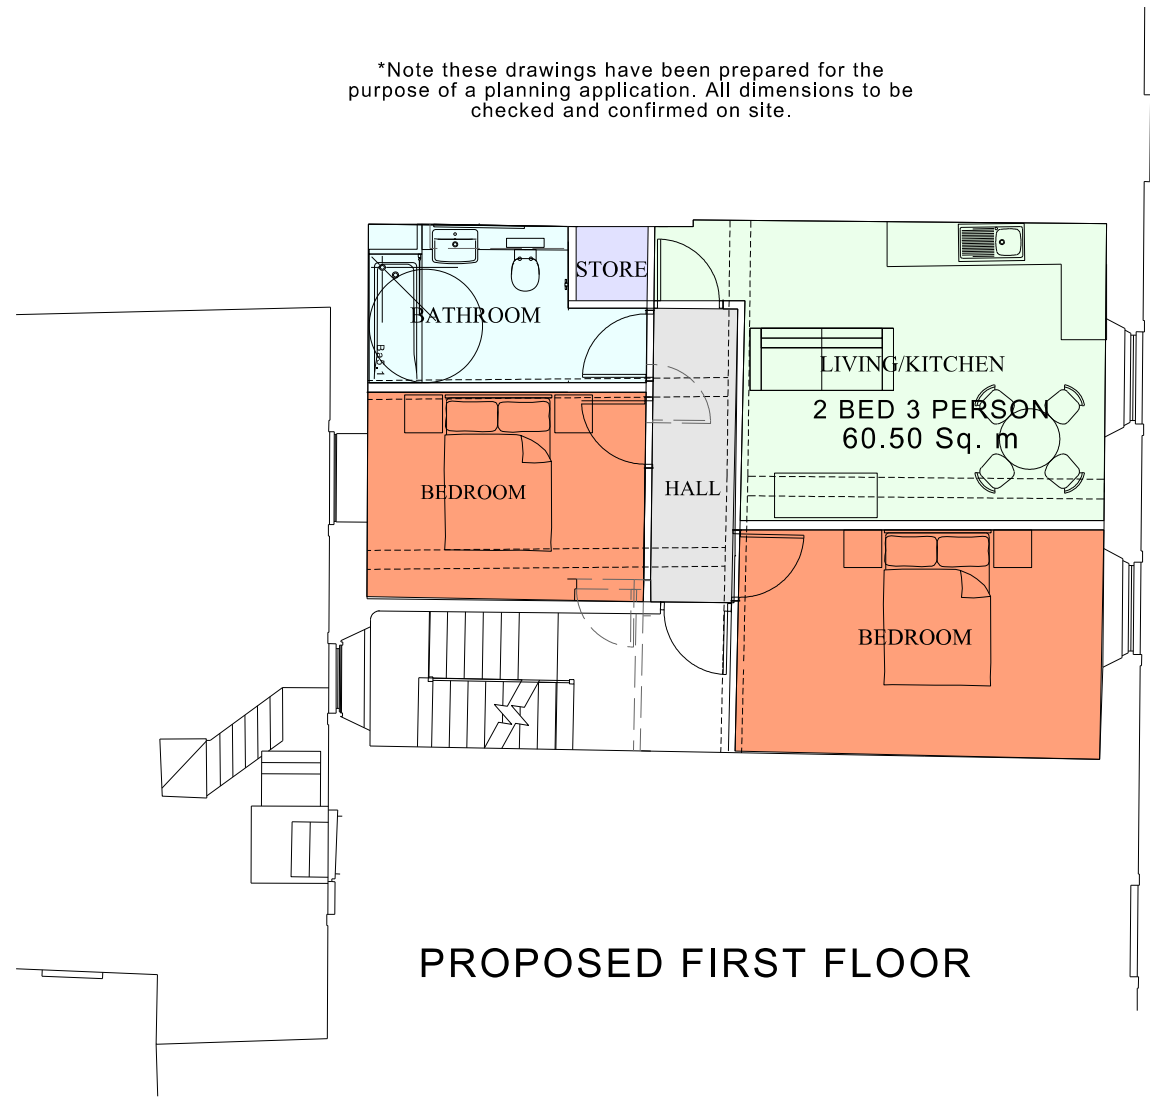 *Note these drawings have been prepared for the
purpose of a planning application. All dimensions to be
checked and confirmed on site.
STORE
BATHROOM
Ba5.1
LIVING/KITCHEN
2 BED 3 PERSON
60.50 Sq. m
BEDROOM
HALL
BEDROOM
PROPOSED FIRST FLOOR